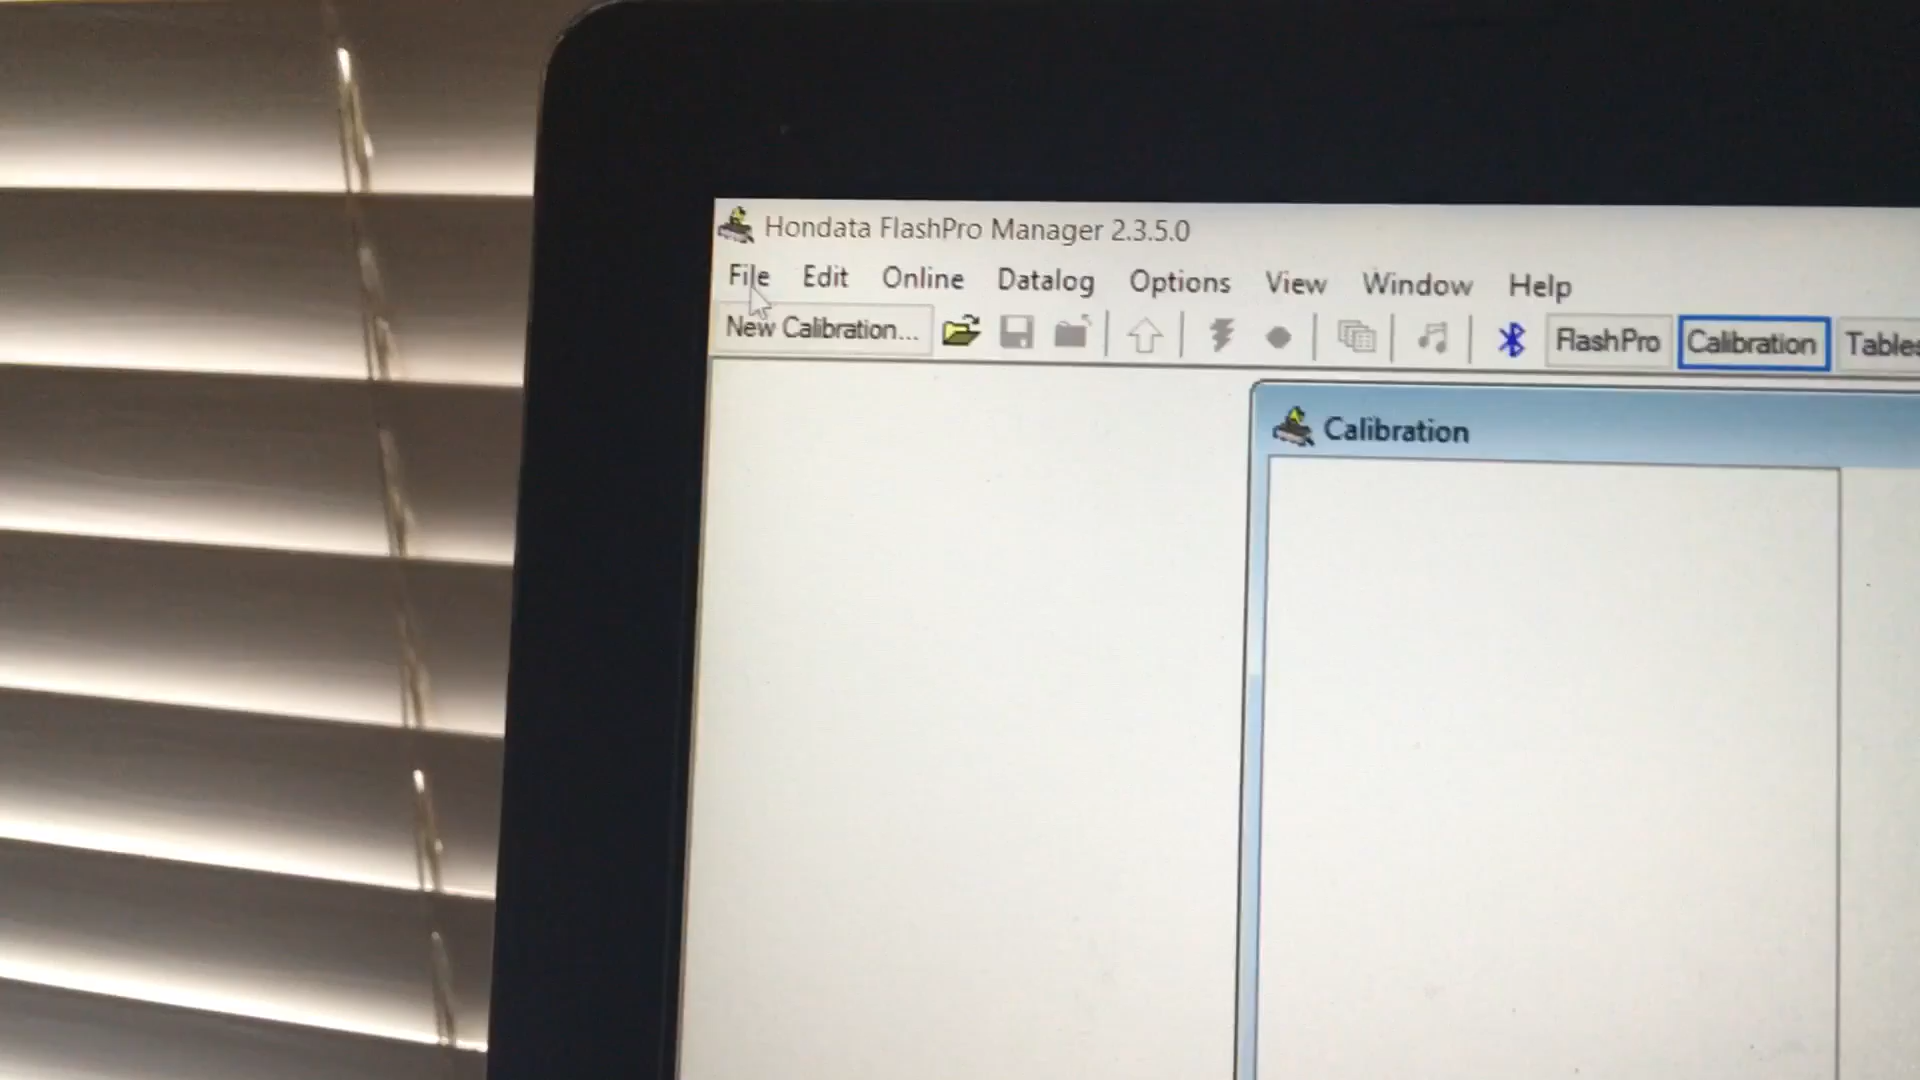 Hondata FlashPro Manager 2.3.5.0
File Edit Online Datalog Options View Window Help
New Calibration... FlashPro Calibration Tables
Calibration